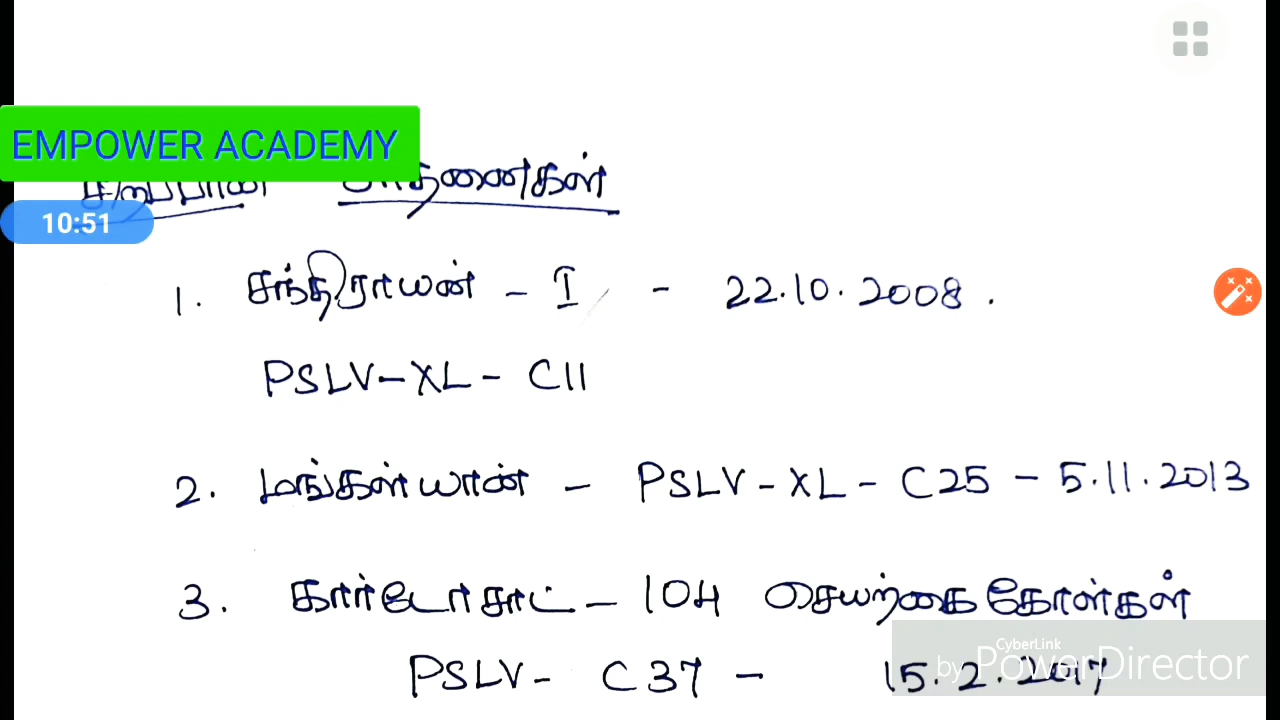 EMPOWER ACADEMY
சிறப்பான சாதனைகள்
10:51
1. சந்திராயன் - I - 22.10.2008.
PSLV-XL- C11
2. மங்கள்யான் - PSLV-XL- C25 - 5.11.2013
3. கார்டோசாட் - 104 செயற்கைகோள்கள்
PSLV- C37 - 15.2.2017
CyberLink
by PowerDirector